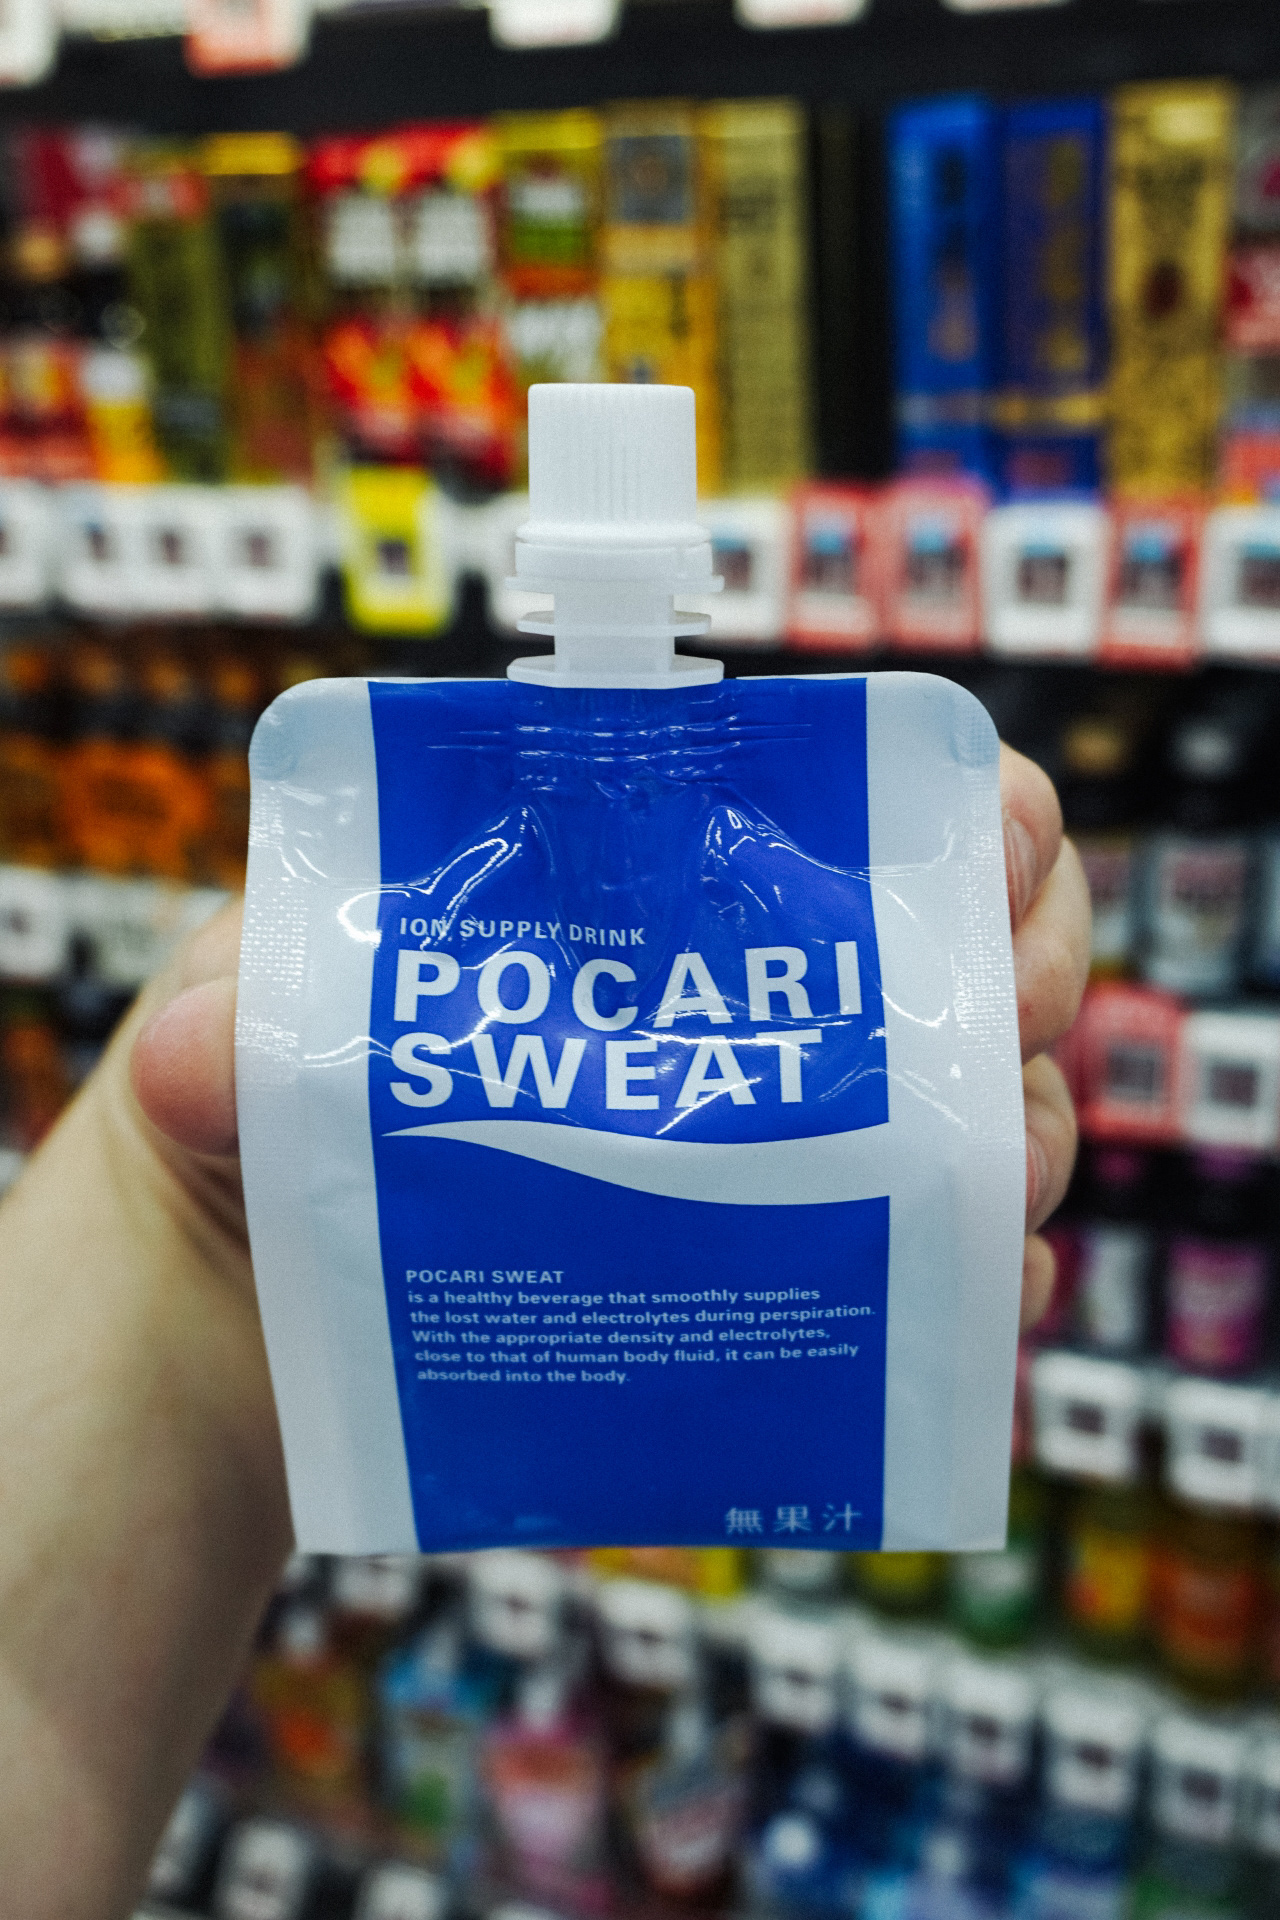 ION SUPPLY DRINK
POCARI
SWEAT
POCARI SWEAT
is a healthy beverage that smoothly supplies
the lost water and electrolytes during perspiration.
With the appropriate density and electrolytes,
close to that of human body fluid, it can be easily
absorbed into the body.
無果汁